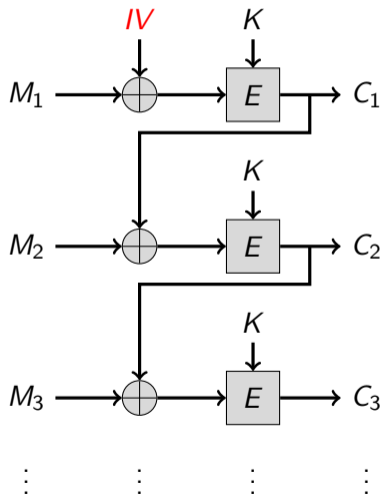 IV K
M₁ E C₁
K
M₂ E C₂
K
M₃ E C₃
⋮ ⋮ ⋮ ⋮